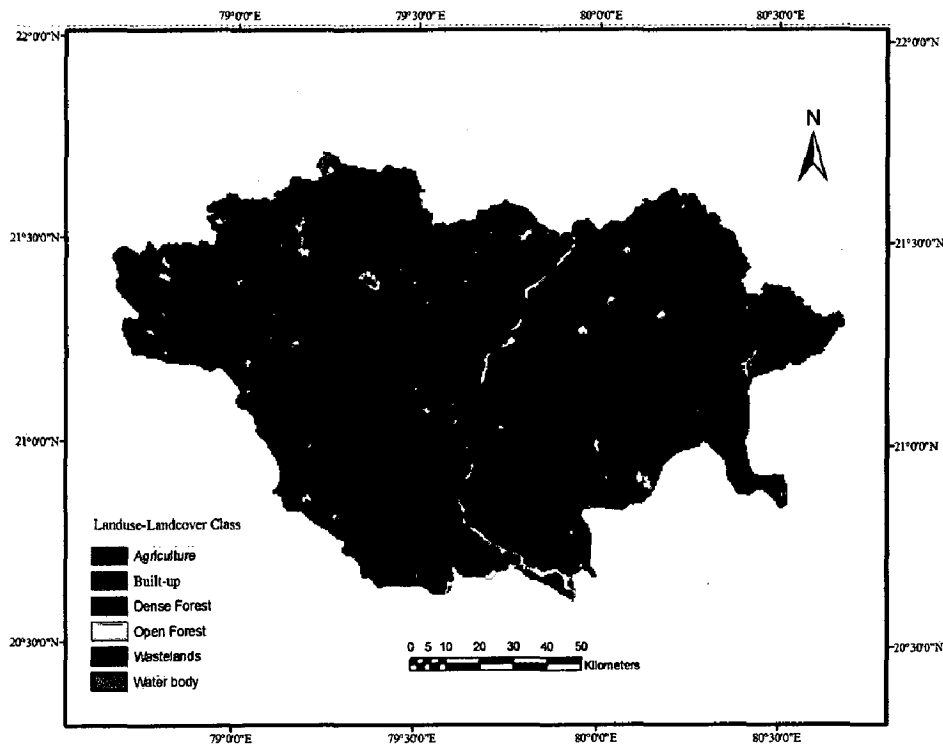 79°0'0"E 79°30'0"E 80°0'0"E 80°30'0"E
22°0'0"N 22°0'0"N
N
21°30'0"N 21°30'0"N
21°0'0"N 21°0'0"N
Landuse-Landcover Class
Agriculture
Built-up
Dense Forest
Open Forest
Wastelands
Water body
0 5 10 20 30 40 50
Kilometers
20°30'0"N 20°30'0"N
79°0'0"E 79°30'0"E 80°0'0"E 80°30'0"E